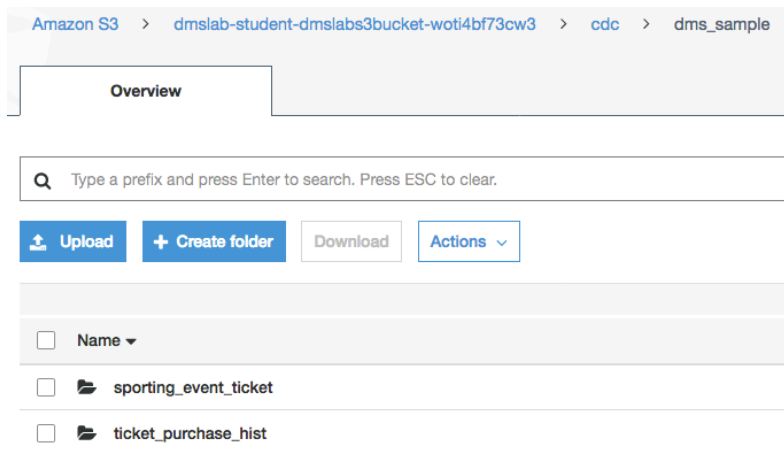 Amazon S3 > dmslab-student-dmslabs3bucket-woti4bf73cw3 > cdc > dms_sample
Overview
Type a prefix and press Enter to search. Press ESC to clear.
Upload + Create folder Download Actions
Name
sporting_event_ticket
ticket_purchase_hist